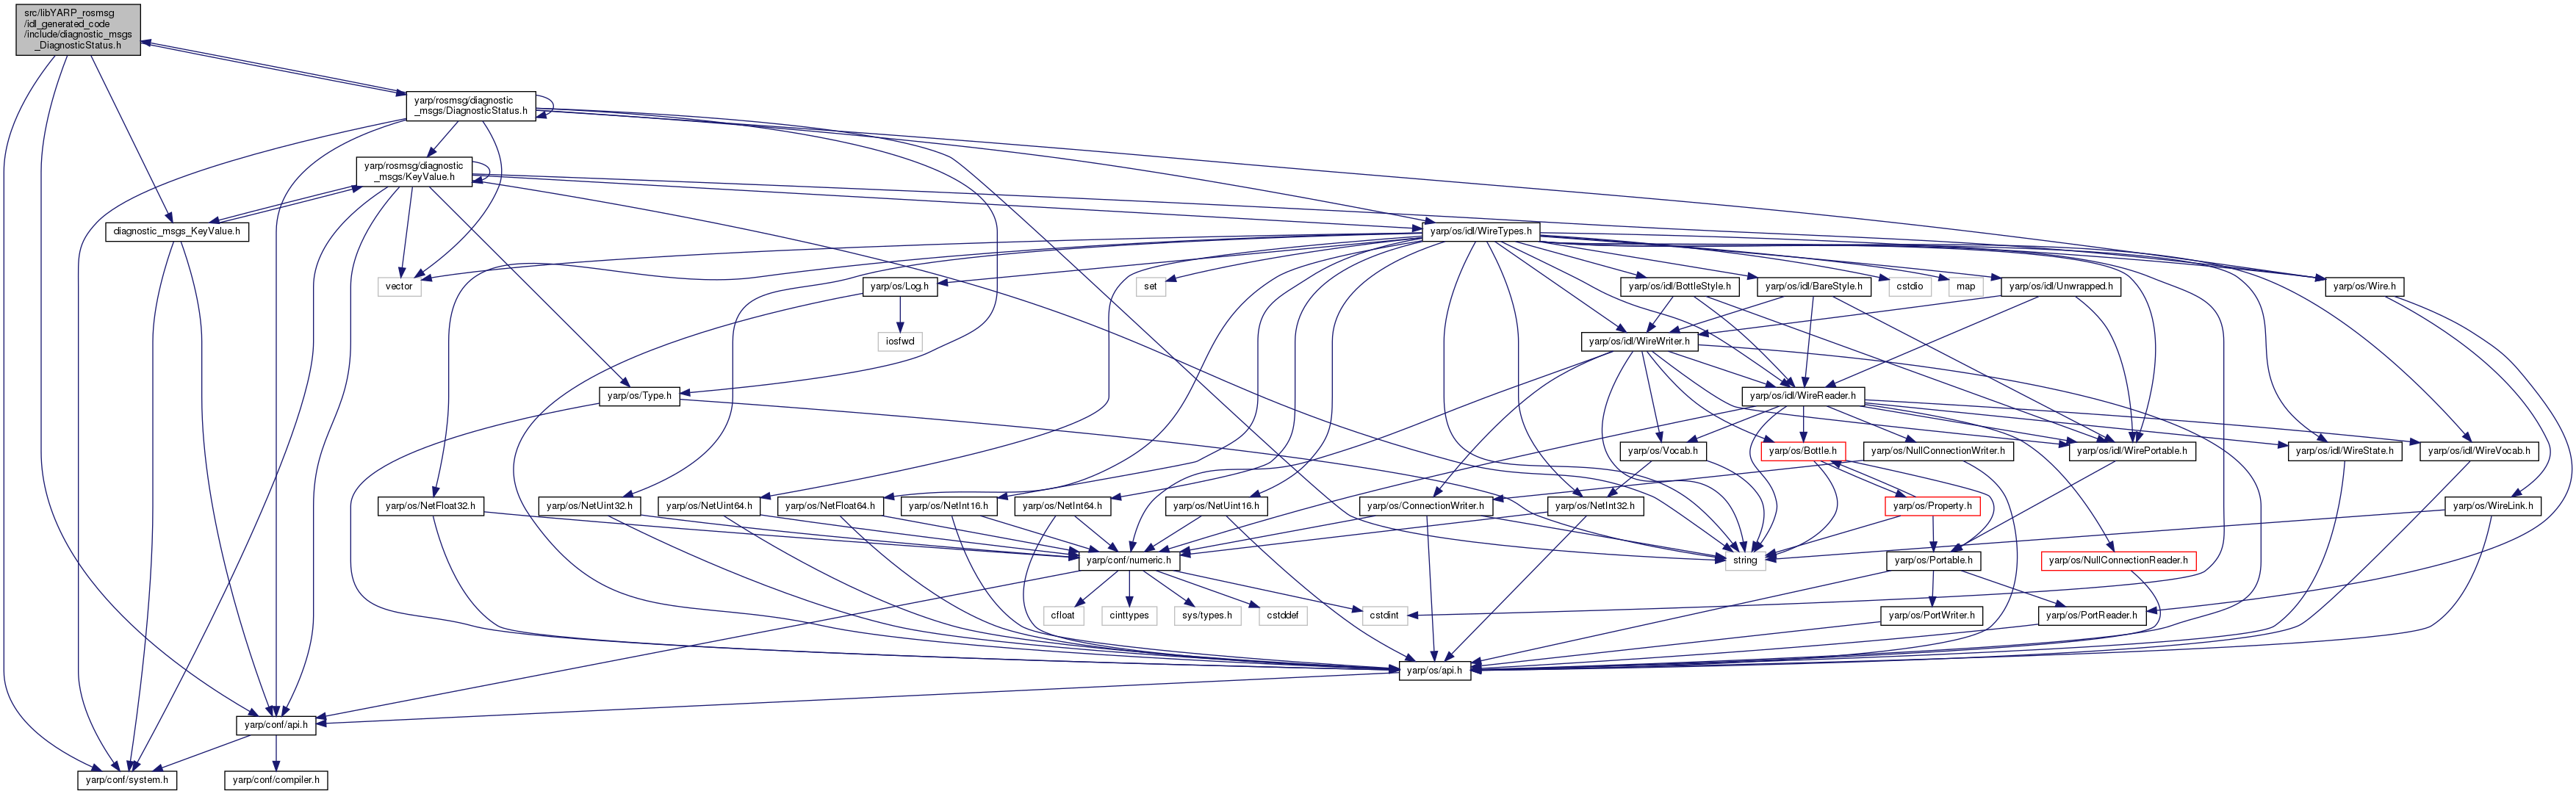 src/libYARP_rosmsg
/idl_generated_code
/include/diagnostic_msgs
_DiagnosticStatus.h
yarp/rosmsg/diagnostic
_msgs/DiagnosticStatus.h
yarp/rosmsg/diagnostic
_msgs/KeyValue.h
diagnostic_msgs_KeyValue.h
yarp/os/idl/WireTypes.h
vector
yarp/os/Log.h
set
yarp/os/idl/BottleStyle.h
yarp/os/idl/BareStyle.h
cstdio
map
yarp/os/idl/Unwrapped.h
yarp/os/Wire.h
iosfwd
yarp/os/idl/WireWriter.h
yarp/os/Type.h
yarp/os/idl/WireReader.h
yarp/os/Vocab.h
yarp/os/Bottle.h
yarp/os/NullConnectionWriter.h
yarp/os/idl/WirePortable.h
yarp/os/idl/WireState.h
yarp/os/idl/WireVocab.h
yarp/os/NetFloat32.h
yarp/os/NetUint32.h
yarp/os/NetUint64.h
yarp/os/NetFloat64.h
yarp/os/NetInt16.h
yarp/os/NetInt64.h
yarp/os/NetUint16.h
yarp/os/ConnectionWriter.h
yarp/os/NetInt32.h
yarp/os/Property.h
yarp/os/WireLink.h
yarp/conf/numeric.h
string
yarp/os/Portable.h
yarp/os/NullConnectionReader.h
cfloat
cinttypes
sys/types.h
cstddef
cstdint
yarp/os/PortWriter.h
yarp/os/PortReader.h
yarp/os/api.h
yarp/conf/api.h
yarp/conf/system.h
yarp/conf/compiler.h